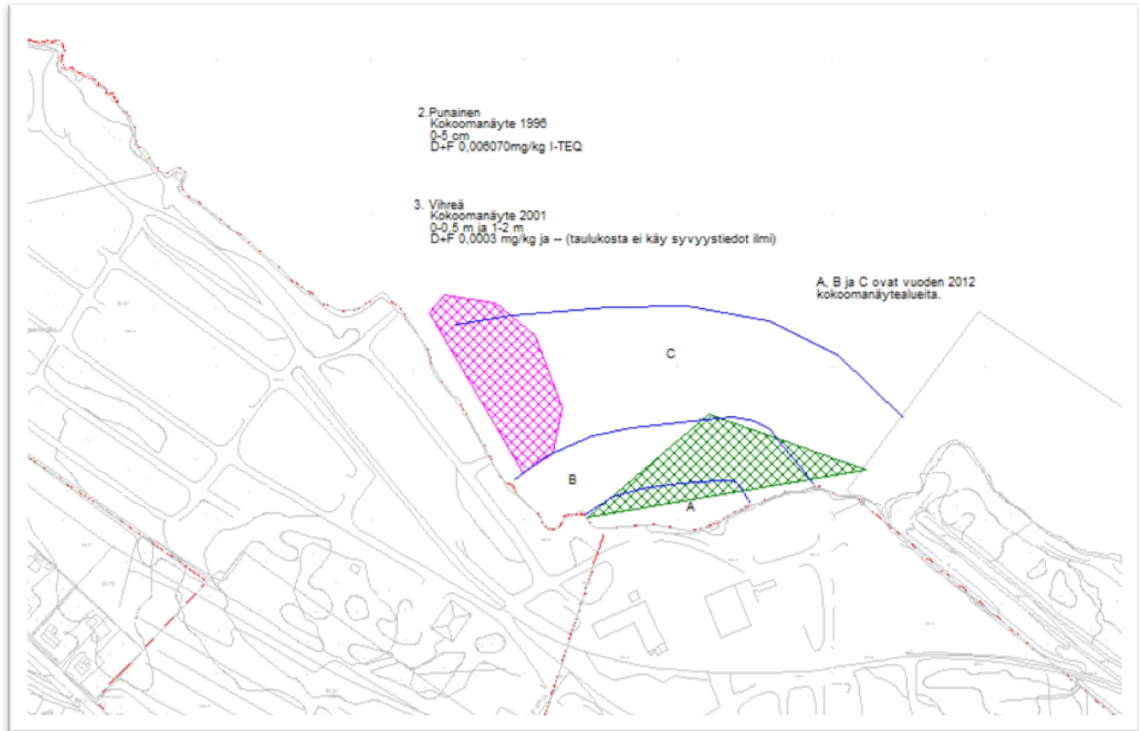 2.Punainen
Kokoomanäyte 1996
0-5 cm
D+F 0,006070mg/kg I-TEQ
3. Vihreä
Kokoomanäyte 2001
0-0,5 m ja 1-2 m
D+F 0,0003 mg/kg ja -- (taulukosta ei käy syvyystiedot ilmi)
A, B ja C ovat vuoden 2012
kokoomanäytealueita.
C
B
A